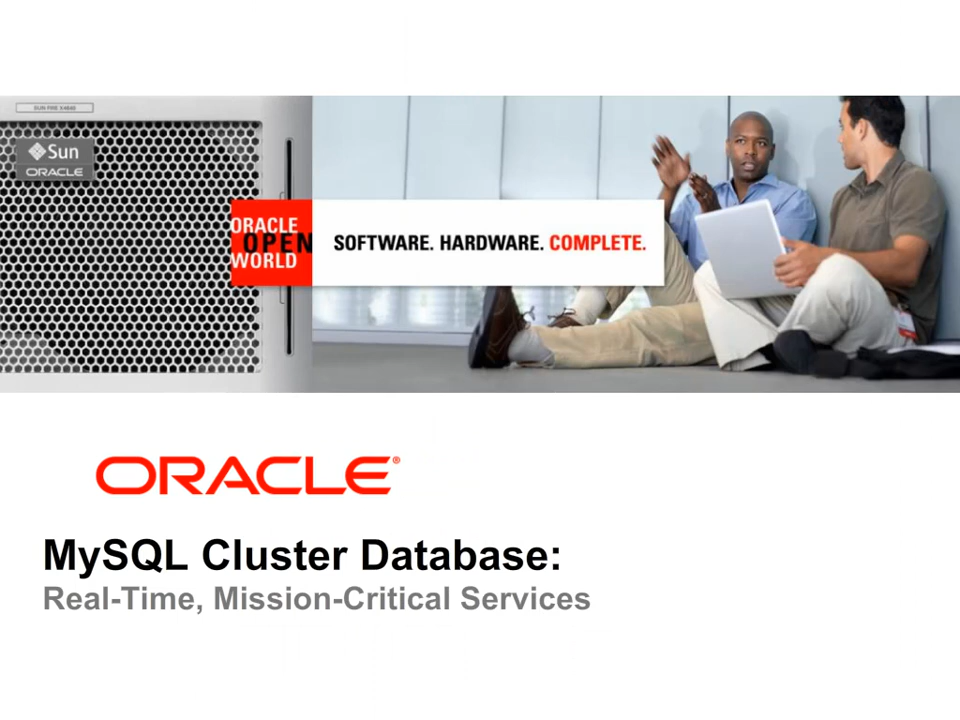 SUN FIRE X4640
Sun
ORACLE
ORACLE
OPEN
WORLD
SOFTWARE. HARDWARE. COMPLETE.
ORACLE®
MySQL Cluster Database:
Real-Time, Mission-Critical Services